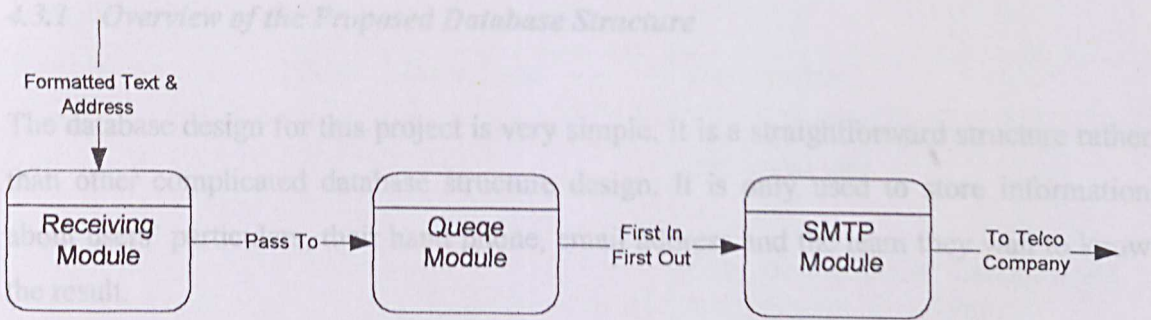 4.3.1 Overview of the Proposed Database Structure
Formatted Text &
Address
The database design for this project is very simple. It is a straightforward structure rather
than other complicated database structure design. It is only used to store information
about users' particulars, their hand phone, email address and the team they want to know
the result.
Receiving
Module
Pass To
Queqe
Module
First In
First Out
SMTP
Module
To Telco
Company